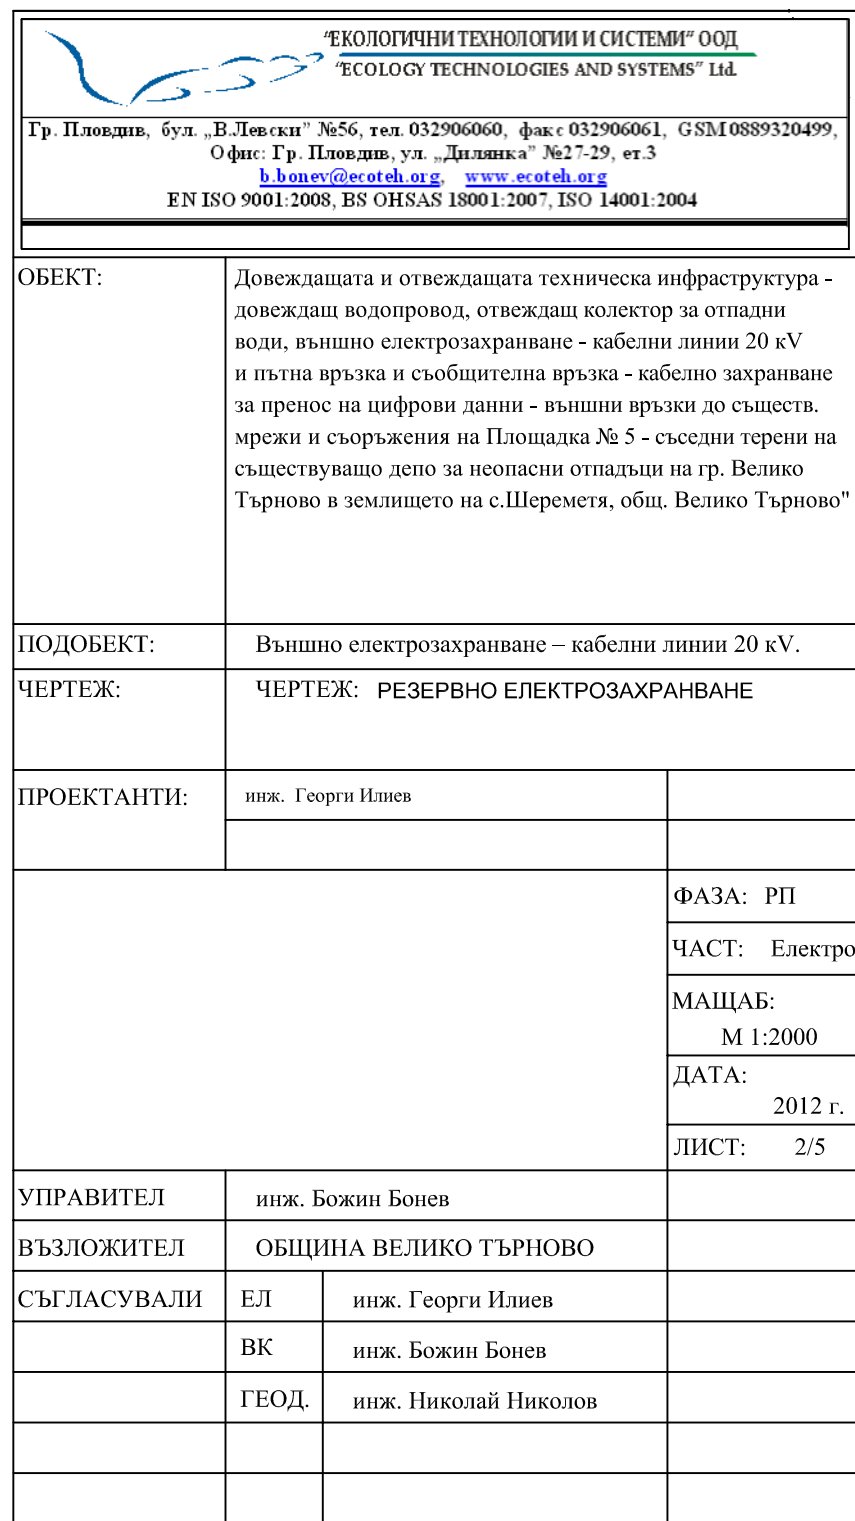 "ЕКОЛОГИЧНИ ТЕХНОЛОГИИ И СИСТЕМИ" ООД
"ECOLOGY TECHNOLOGIES AND SYSTEMS" Ltd.
Гр. Пловдив, бул. „В.Левски” №56, тел. 032906060, факс 032906061, GSM 0889320499,
Офис: Гр. Пловдив, ул. „Дилянка” №27-29, ет.3
b.bonev@ecoteh.org, www.ecoteh.org
EN ISO 9001:2008, BS OHSAS 18001:2007, ISO 14001:2004
ОБЕКТ:
Довеждащата и отвеждащата техническа инфраструктура -
довеждащ водопровод, отвеждащ колектор за отпадни
води, външно електрозахранване - кабелни линии 20 кV
и пътна връзка и съобщителна връзка - кабелно захранване
за пренос на цифрови данни - външни връзки до съществ.
мрежи и съоръжения на Площадка № 5 - съседни терени на
съществуващо депо за неопасни отпадъци на гр. Велико
Търново в землището на с.Шереметя, общ. Велико Търново"
ПОДОБЕКТ: Външно електрозахранване – кабелни линии 20 кV.
ЧЕРТЕЖ: ЧЕРТЕЖ: РЕЗЕРВНО ЕЛЕКТРОЗАХРАНВАНЕ
ПРОЕКТАНТИ: инж. Георги Илиев
ФАЗА: РП
ЧАСТ: Електро
МАЩАБ:
М 1:2000
ДАТА:
2012 г.
ЛИСТ: 2/5
УПРАВИТЕЛ инж. Божин Бонев
ВЪЗЛОЖИТЕЛ ОБЩИНА ВЕЛИКО ТЪРНОВО
СЪГЛАСУВАЛИ ЕЛ инж. Георги Илиев
ВК инж. Божин Бонев
ГЕОД. инж. Николай Николов